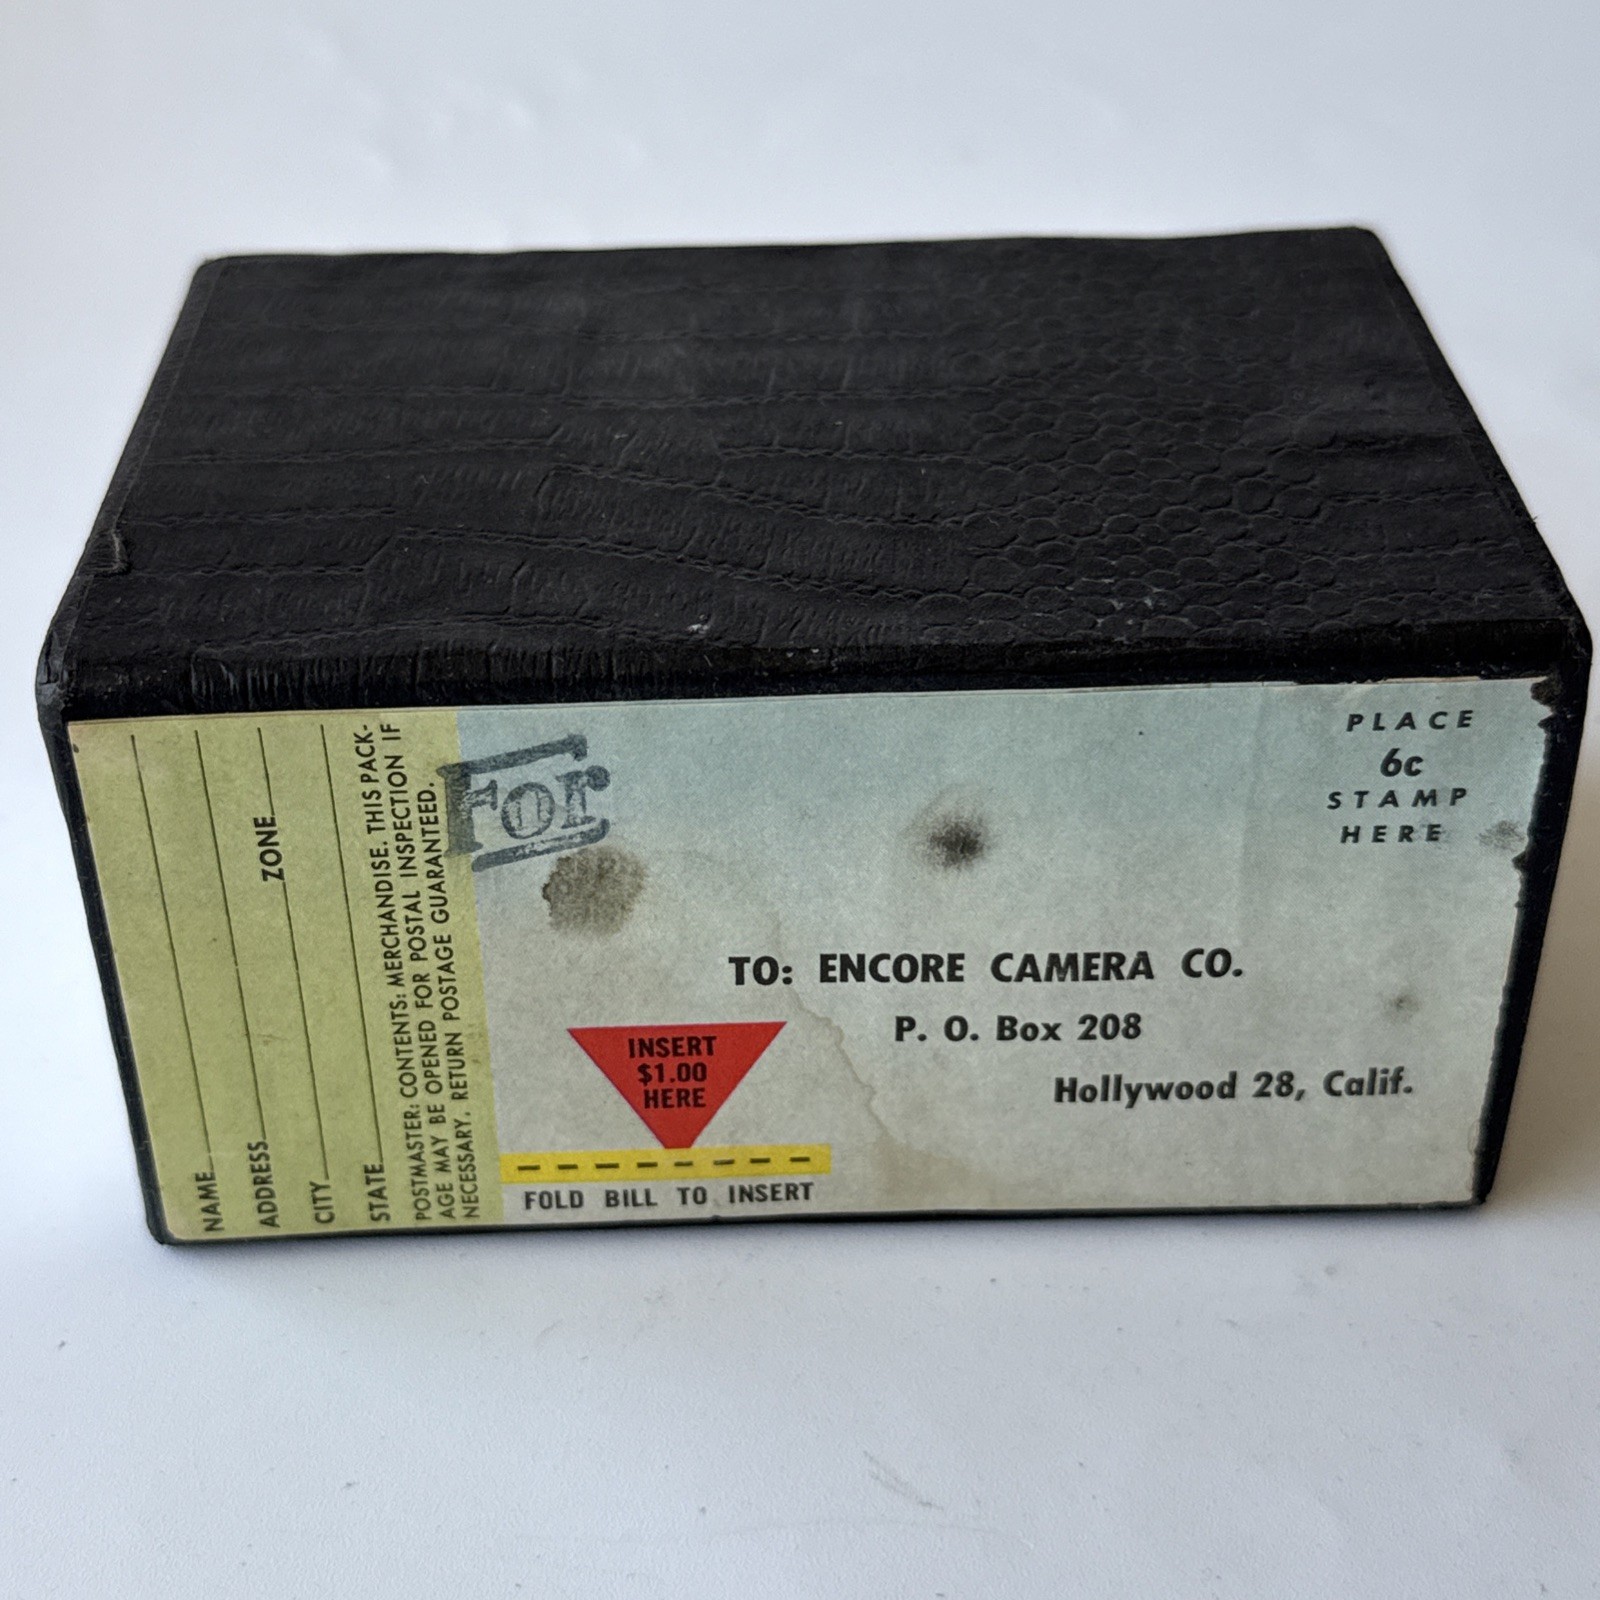 NAME
ADDRESS
ZONE
CITY
STATE
POSTMASTER: CONTENTS: MERCHANDISE. THIS PACK-
AGE MAY BE OPENED FOR POSTAL INSPECTION IF
NECESSARY. RETURN POSTAGE GUARANTEED.
For
PLACE
6c
STAMP
HERE
TO: ENCORE CAMERA CO.
P. O. Box 208
Hollywood 28, Calif.
INSERT
$1.00
HERE
FOLD BILL TO INSERT